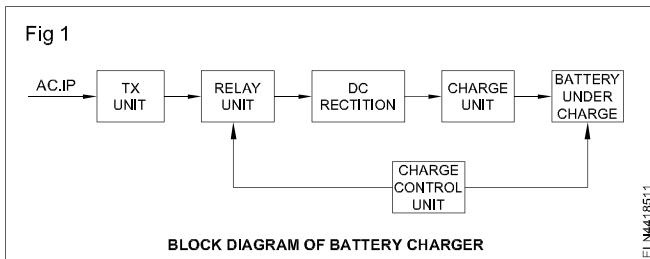 Fig 1
AC.IP
TX
UNIT
RELAY
UNIT
DC
RECTITION
CHARGE
UNIT
BATTERY
UNDER
CHARGE
CHARGE
CONTROL
UNIT
BLOCK DIAGRAM OF BATTERY CHARGER
ELN4418511